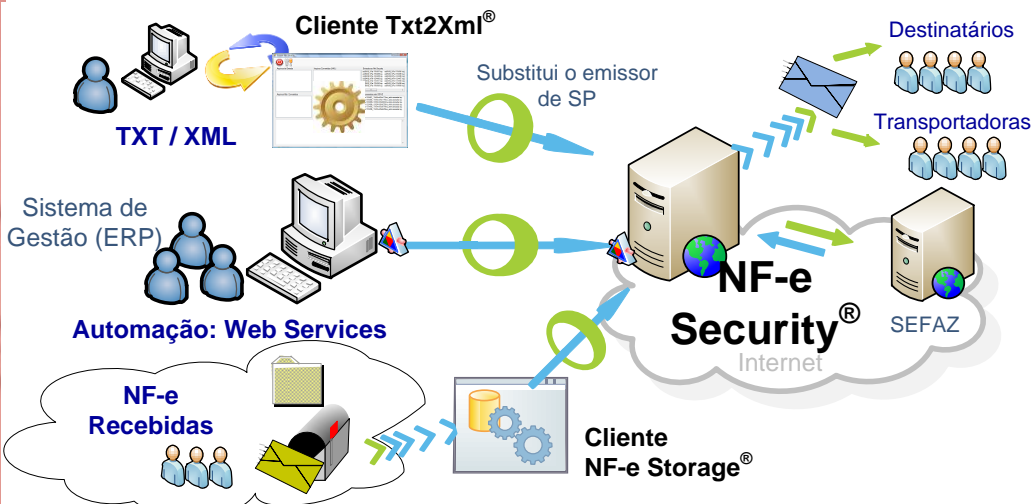 Cliente Txt2Xml®
TXT / XML
Substitui o emissor
de SP
Destinatários
Transportadoras
Sistema de
Gestão (ERP)
Automação: Web Services
NF-e
Security®
Internet
SEFAZ
NF-e
Recebidas
Cliente
NF-e Storage®